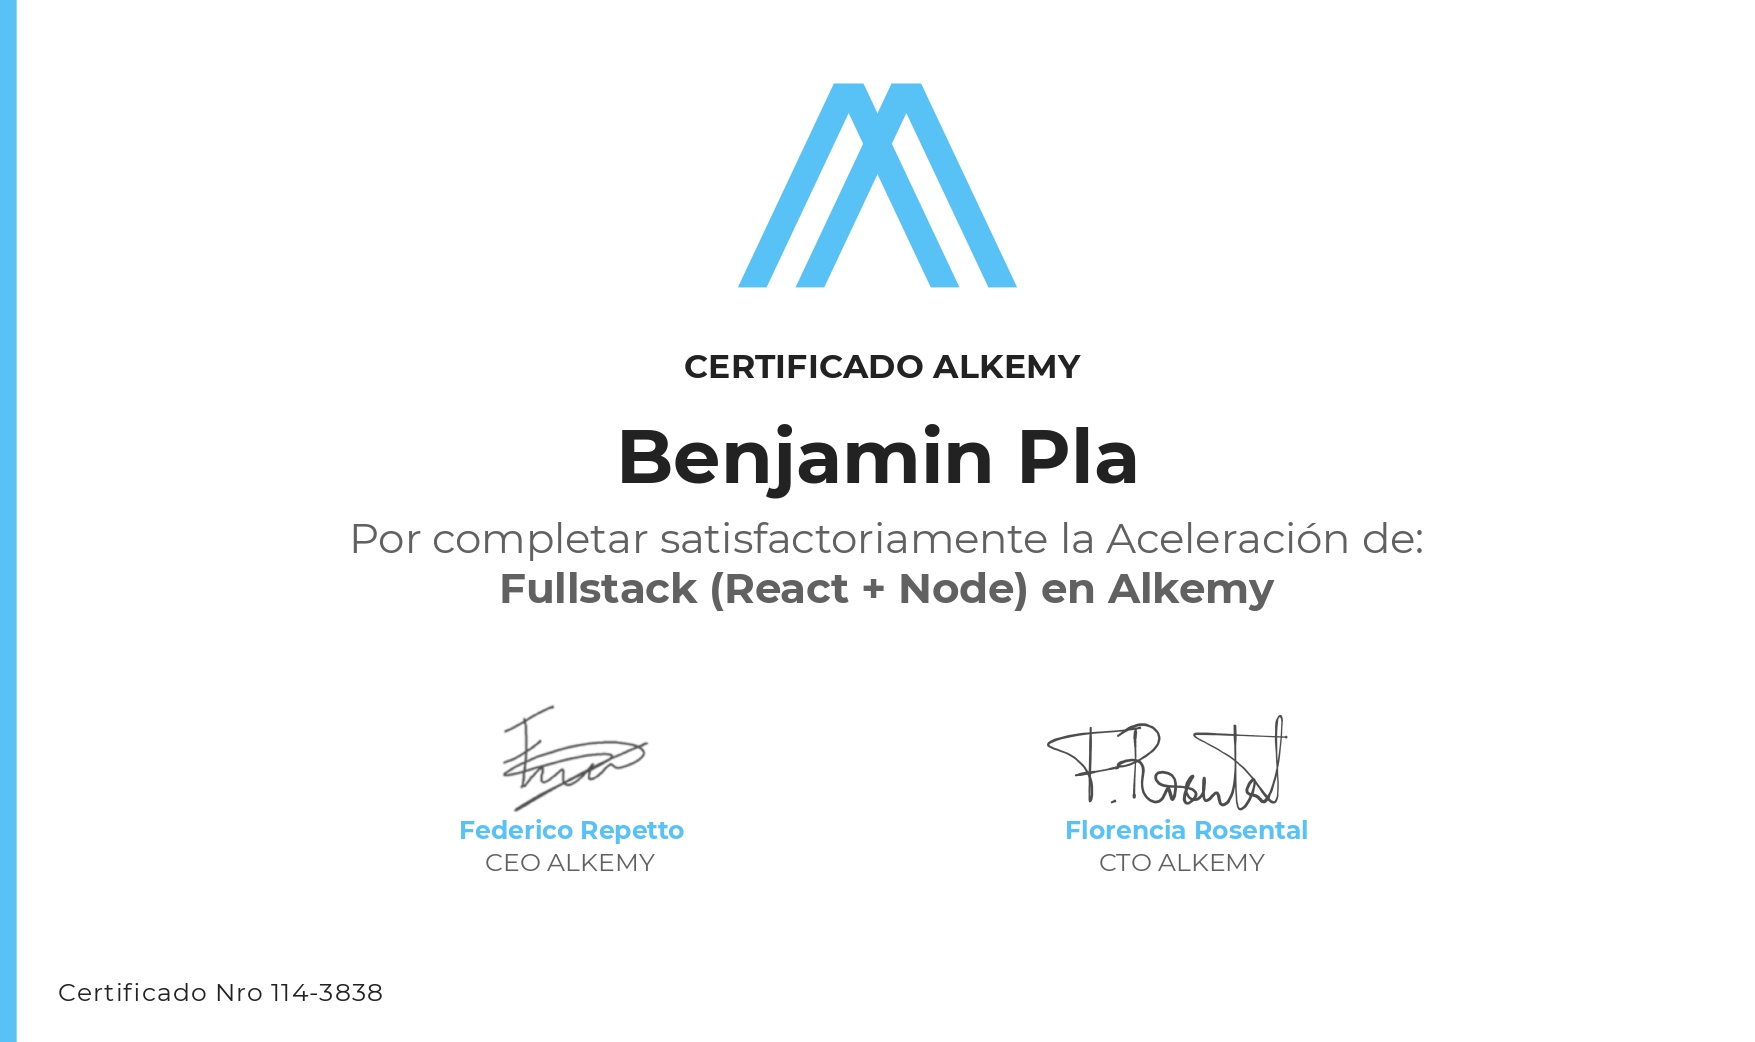 CERTIFICADO ALKEMY
Benjamin Pla
Por completar satisfactoriamente la Aceleración de:
Fullstack (React + Node) en Alkemy
F. Rosental
Federico Repetto
Florencia Rosental
CEO ALKEMY
CTO ALKEMY
Certificado Nro 114-3838